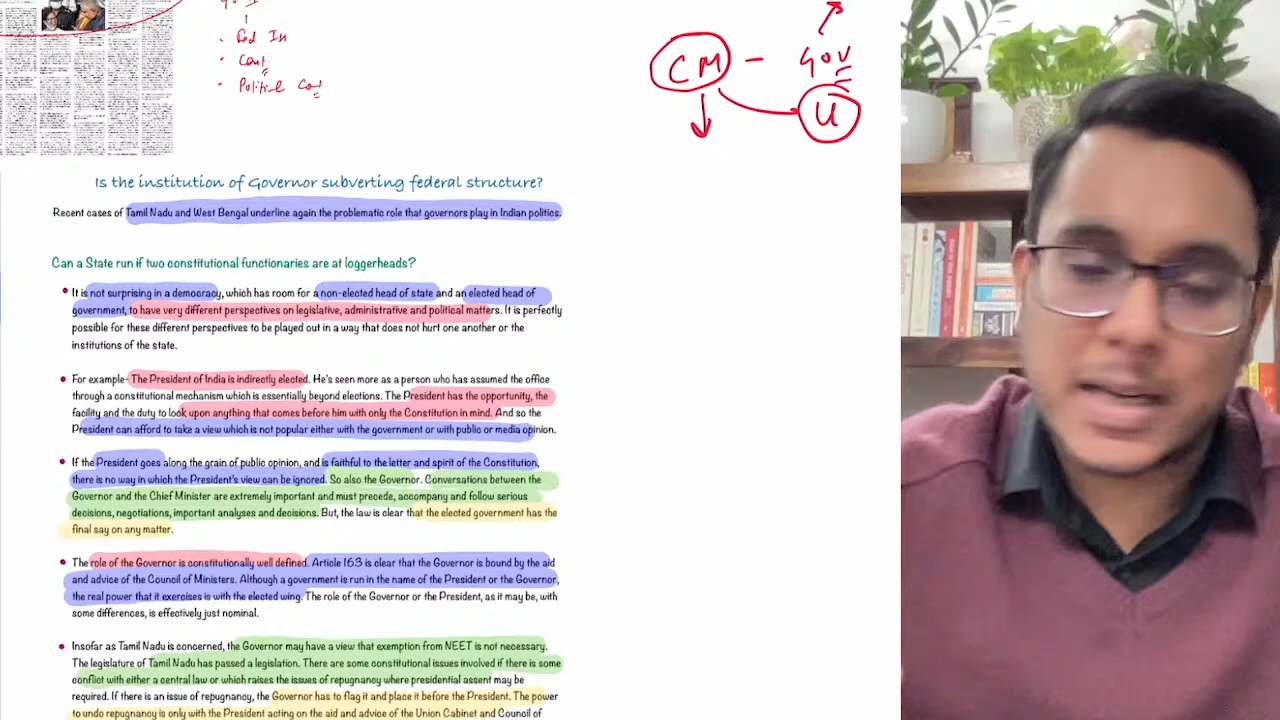 Fed In
Cont.
Political Cont
CM - Gov
U
Is the institution of Governor subverting federal structure?
Recent cases of Tamil Nadu and West Bengal underline again the problematic role that governors play in Indian politics.
Can a State run if two constitutional functionaries are at loggerheads?
It is not surprising in a democracy, which has room for a non-elected head of state and an elected head of
government, to have very different perspectives on legislative, administrative and political matters. It is perfectly
possible for these different perspectives to be played out in a way that does not hurt one another or the
institutions of the state.
For example- The President of India is indirectly elected. He's seen more as a person who has assumed the office
through a constitutional mechanism which is essentially beyond elections. The President has the opportunity, the
facility and the duty to look upon anything that comes before him with only the Constitution in mind. And so the
President can afford to take a view which is not popular either with the government or with public or media opinion.
If the President goes along the grain of public opinion, and is faithful to the letter and spirit of the Constitution,
there is no way in which the President's view can be ignored. So also the Governor. Conversations between the
Governor and the Chief Minister are extremely important and must precede, accompany and follow serious
decisions, negotiations, important analyses and decisions. But, the law is clear that the elected government has the
final say on any matter.
The role of the Governor is constitutionally well defined. Article 163 is clear that the Governor is bound by the aid
and advice of the Council of Ministers. Although a government is run in the name of the President or the Governor,
the real power that it exercises is with the elected wing. The role of the Governor or the President, as it may be, with
some differences, is effectively just nominal.
Insofar as Tamil Nadu is concerned, the Governor may have a view that exemption from NEET is not necessary.
The legislature of Tamil Nadu has passed a legislation. There are some constitutional issues involved if there is some
conflict with either a central law or which raises the issues of repugnancy where presidential assent may be
required. If there is an issue of repugnancy, the Governor has to flag it and place it before the President. The power
to undo repugnancy is only with the President acting on the aid and advice of the Union Cabinet and Council of